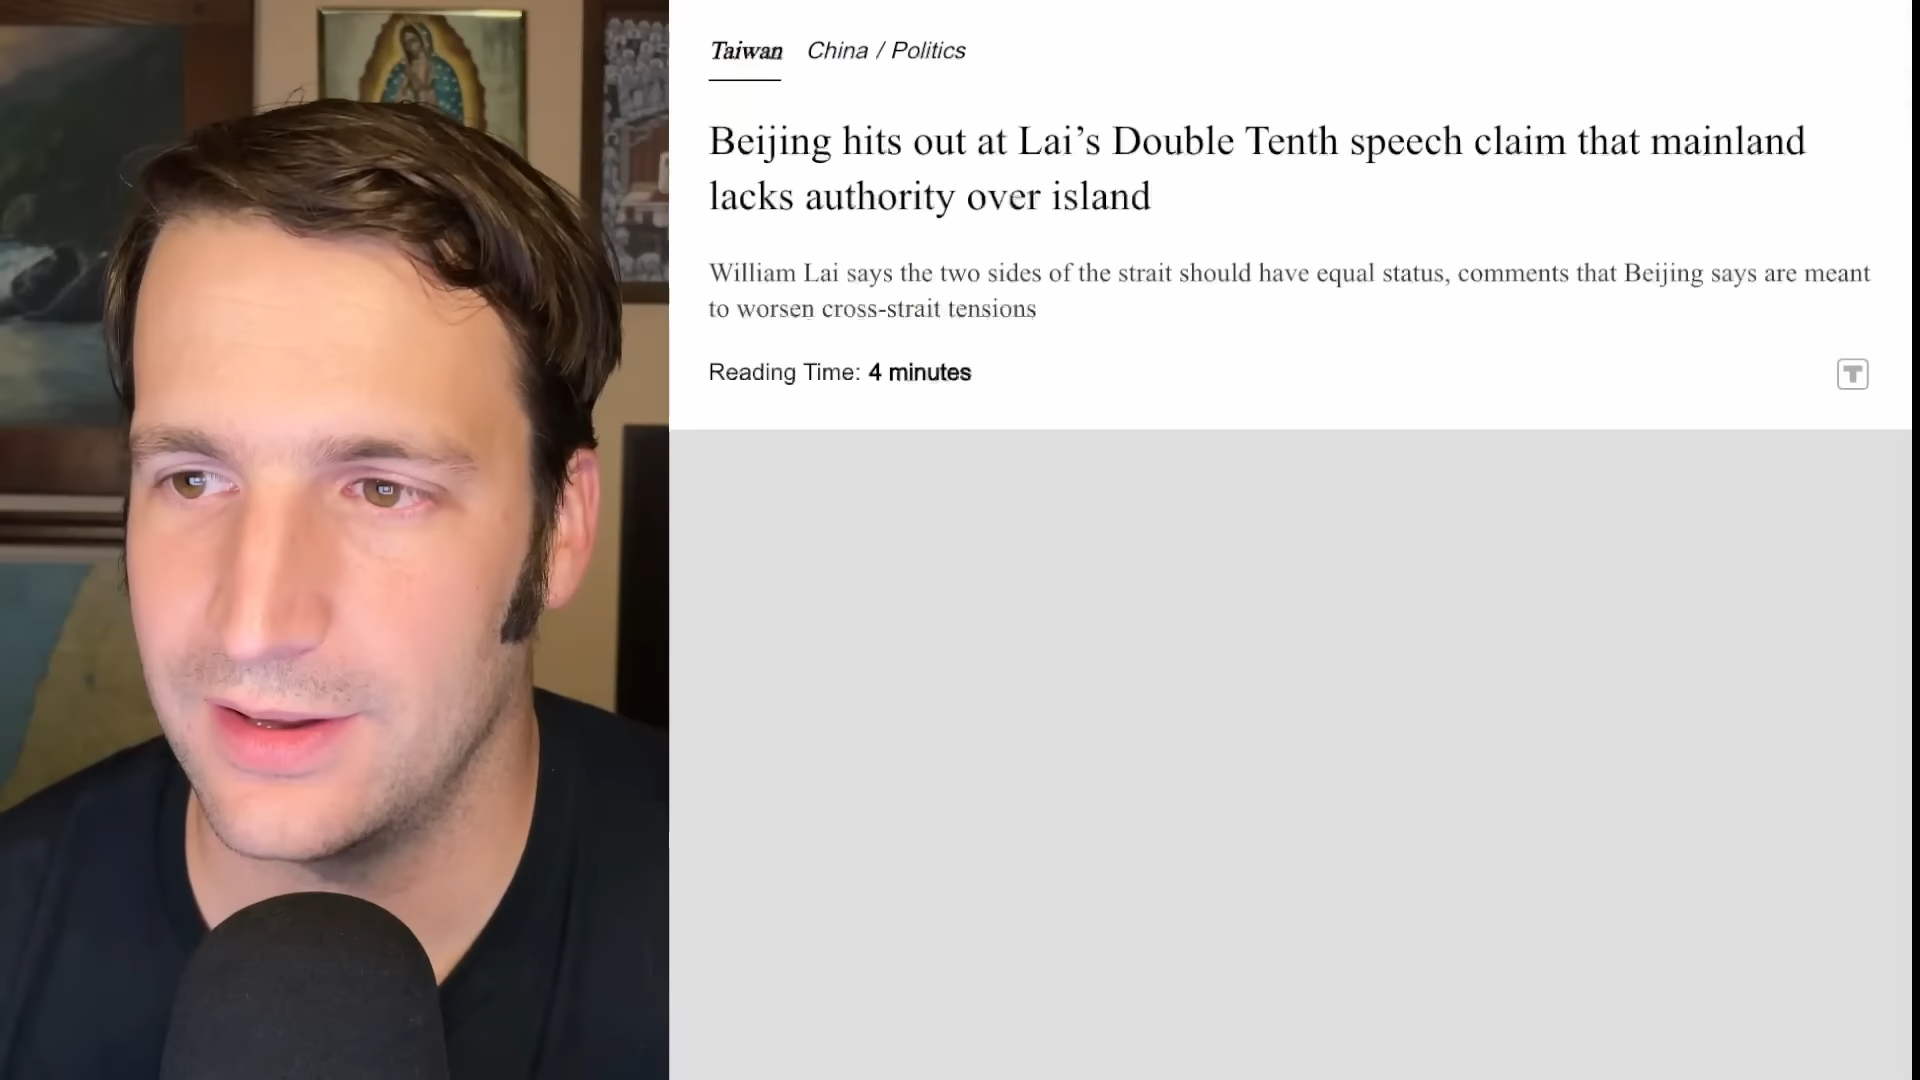 Taiwan China / Politics
Beijing hits out at Lai’s Double Tenth speech claim that mainland
lacks authority over island
William Lai says the two sides of the strait should have equal status, comments that Beijing says are meant
to worsen cross-strait tensions
Reading Time: 4 minutes
T